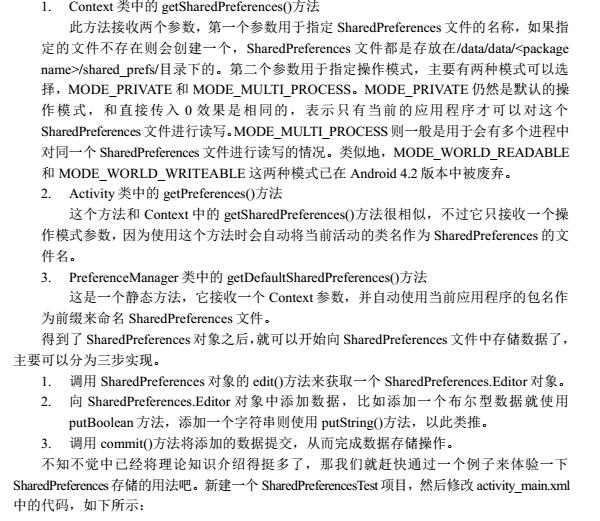 1. Context 类中的 getSharedPreferences()方法
此方法接收两个参数，第一个参数用于指定 SharedPreferences 文件的名称，如果指
定的文件不存在则会创建一个，SharedPreferences 文件都是存放在/data/data/<package
name>/shared_prefs/目录下的。第二个参数用于指定操作模式，主要有两种模式可以选
择，MODE_PRIVATE 和 MODE_MULTI_PROCESS。MODE_PRIVATE 仍然是默认的操
作模式，和直接传入 0 效果是相同的，表示只有当前的应用程序才可以对这个
SharedPreferences 文件进行读写。MODE_MULTI_PROCESS 则一般是用于会有多个进程中
对同一个 SharedPreferences 文件进行读写的情况。类似地，MODE_WORLD_READABLE
和 MODE_WORLD_WRITEABLE 这两种模式已在 Android 4.2 版本中被废弃。
2. Activity 类中的 getPreferences()方法
这个方法和 Context 中的 getSharedPreferences()方法很相似，不过它只接收一个操
作模式参数，因为使用这个方法时会自动将当前活动的类名作为 SharedPreferences 的文
件名。
3. PreferenceManager 类中的 getDefaultSharedPreferences()方法
这是一个静态方法，它接收一个 Context 参数，并自动使用当前应用程序的包名作
为前缀来命名 SharedPreferences 文件。
得到了 SharedPreferences 对象之后，就可以开始向 SharedPreferences 文件中存储数据了，
主要可以分为三步实现。
1. 调用 SharedPreferences 对象的 edit()方法来获取一个 SharedPreferences.Editor 对象。
2. 向 SharedPreferences.Editor 对象中添加数据，比如添加一个布尔型数据就使用
putBoolean 方法，添加一个字符串则使用 putString()方法，以此类推。
3. 调用 commit()方法将添加的数据提交，从而完成数据存储操作。
不知不觉中已经将理论知识介绍得挺多了，那我们就赶快通过一个例子来体验一下
SharedPreferences 存储的用法吧。新建一个 SharedPreferencesTest 项目，然后修改 activity_main.xml
中的代码，如下所示：